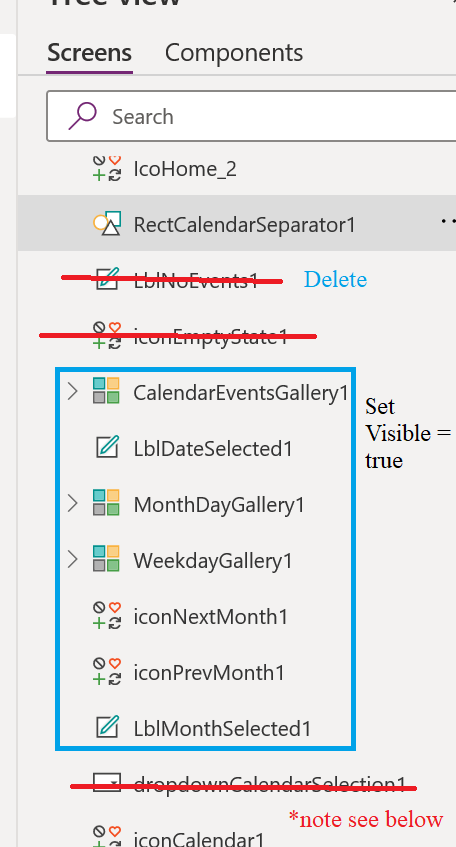 Tree view
Screens Components
Search
IcoHome_2
RectCalendarSeparator1
LblNoEvents1 Delete
iconEmptyState1
CalendarEventsGallery1
Set
Visible =
true
LblDateSelected1
MonthDayGallery1
WeekdayGallery1
iconNextMonth1
iconPrevMonth1
LblMonthSelected1
dropdownCalendarSelection1
*note see below
iconCalendar1